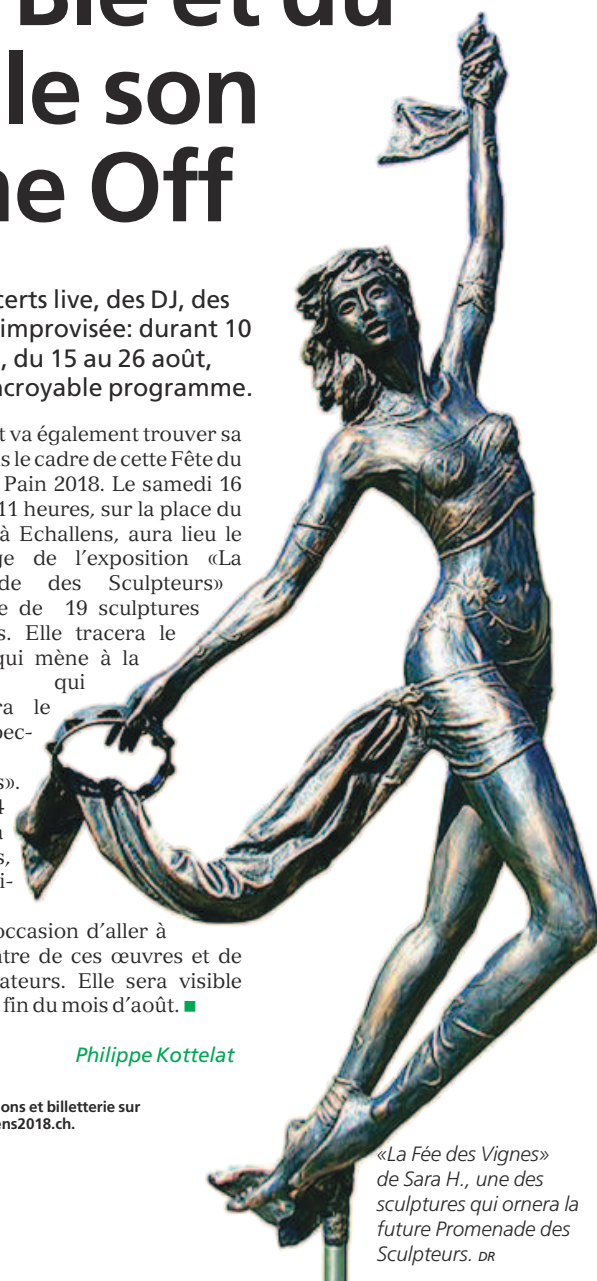 Blé et du
le son
ne Off
certs live, des DJ, des
improvisée: durant 10
, du 15 au 26 août,
ncroyable programme.
t va également trouver sa
s le cadre de cette Fête du
Pain 2018. Le samedi 16
11 heures, sur la place du
à Echallens, aura lieu le
ge de l’exposition «La
de des Sculpteurs»
e de 19 sculptures
s. Elle tracera le
qui mène à la
qui
ra le
pec-
s».
4
a
s,
i-
occasion d’aller à
ntre de ces œuvres et de
ateurs. Elle sera visible
fin du mois d’août.
Philippe Kottelat
ons et billetterie sur
ens2018.ch.
«La Fée des Vignes»
de Sara H., une des
sculptures qui ornera la
future Promenade des
Sculpteurs. DR